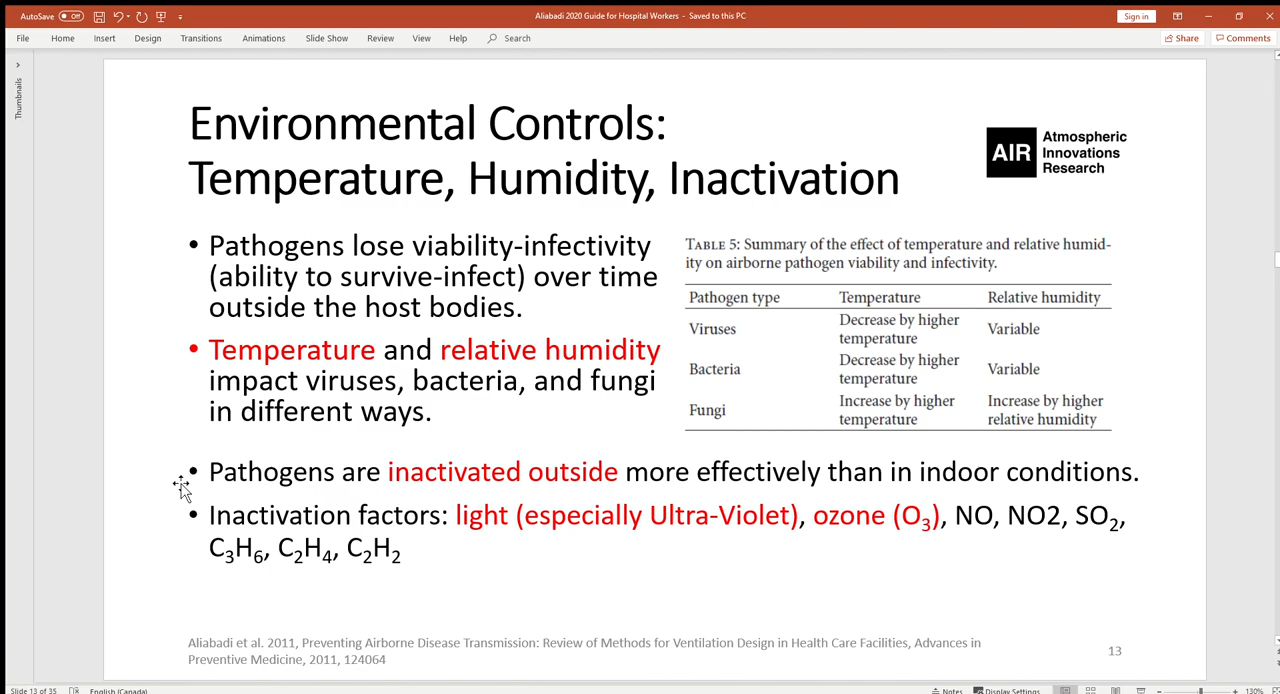 AutoSave Off
Aliabadi 2020 Guide for Hospital Workers - Saved to this PC
Sign in
File Home Insert Design Transitions Animations Slide Show Review View Help Search Share Comments
Thumbnails
Environmental Controls:
Temperature, Humidity, Inactivation
AIR
Atmospheric
Innovations
Research
• Pathogens lose viability-infectivity
(ability to survive-infect) over time
outside the host bodies.
• Temperature and relative humidity
impact viruses, bacteria, and fungi
in different ways.
TABLE 5: Summary of the effect of temperature and relative humid-
ity on airborne pathogen viability and infectivity.
Pathogen type Temperature Relative humidity
Viruses Decrease by higher temperature Variable
Bacteria Decrease by higher temperature Variable
Fungi Increase by higher temperature Increase by higher relative humidity
• Pathogens are inactivated outside more effectively than in indoor conditions.
• Inactivation factors: light (especially Ultra-Violet), ozone (O₃), NO, NO2, SO₂,
C₃H₆, C₂H₄, C₂H₂
Aliabadi et al. 2011, Preventing Airborne Disease Transmission: Review of Methods for Ventilation Design in Health Care Facilities, Advances in
Preventive Medicine, 2011, 124064
13
Slide 13 of 35 English (Canada) Notes Display Settings 130%